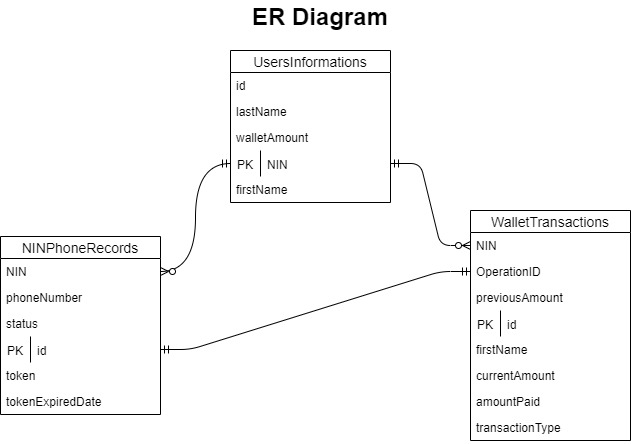 ER Diagram
UsersInformations
id
lastName
walletAmount
PK NIN
firstName
NINPhoneRecords
NIN
phoneNumber
status
PK id
token
tokenExpiredDate
WalletTransactions
NIN
OperationID
previousAmount
PK id
firstName
currentAmount
amountPaid
transactionType